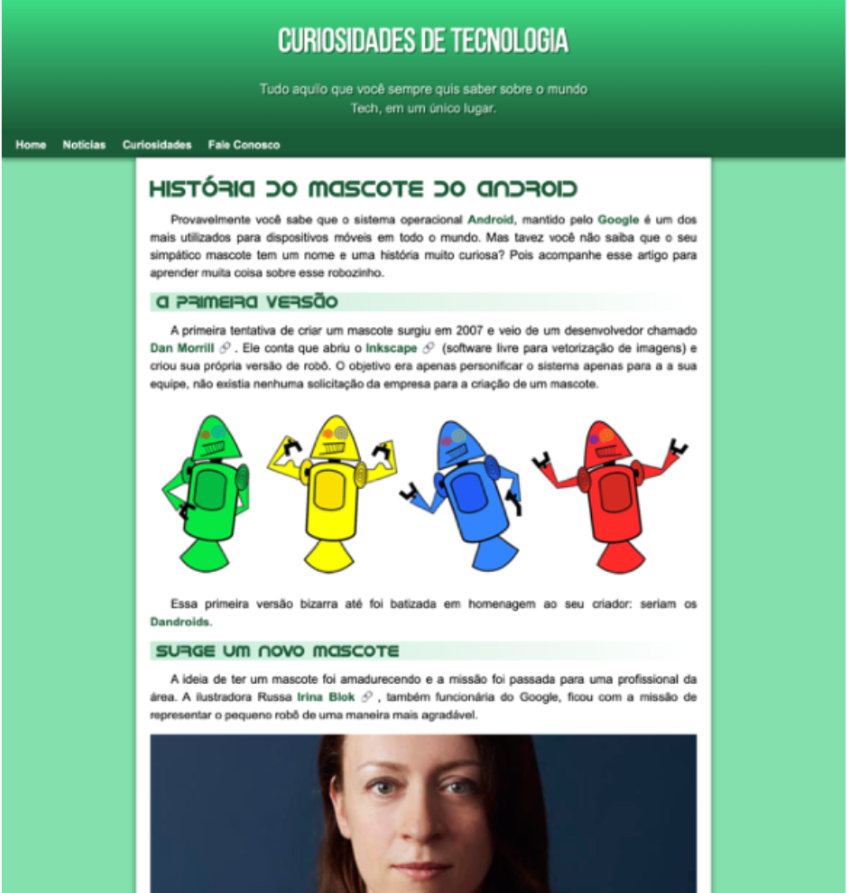 CURIOSIDADES DE TECNOLOGIA
Tudo aquilo que você sempre quis saber sobre o mundo
Tech, em um único lugar.
Home Notícias Curiosidades Fale Conosco
HISTÓRIA DO MASCOTE DO ANDROID
Provavelmente você sabe que o sistema operacional Android, mantido pelo Google é um dos
mais utilizados para dispositivos móveis em todo o mundo. Mas tavez você não saiba que o seu
simpático mascote tem um nome e uma história muito curiosa? Pois acompanhe esse artigo para
aprender muita coisa sobre esse robozinho.
A PRIMEIRA VERSÃO
A primeira tentativa de criar um mascote surgiu em 2007 e veio de um desenvolvedor chamado
Dan Morrill 🔗 . Ele conta que abriu o Inkscape 🔗 (software livre para vetorização de imagens) e
criou sua própria versão de robô. O objetivo era apenas personificar o sistema apenas para a a sua
equipe, não existia nenhuma solicitação da empresa para a criação de um mascote.
Essa primeira versão bizarra até foi batizada em homenagem ao seu criador: seriam os
Dandroids.
SURGE UM NOVO MASCOTE
A ideia de ter um mascote foi amadurecendo e a missão foi passada para uma profissional da
área. A ilustradora Russa Irina Blok 🔗 , também funcionária do Google, ficou com a missão de
representar o pequeno robô de uma maneira mais agradável.